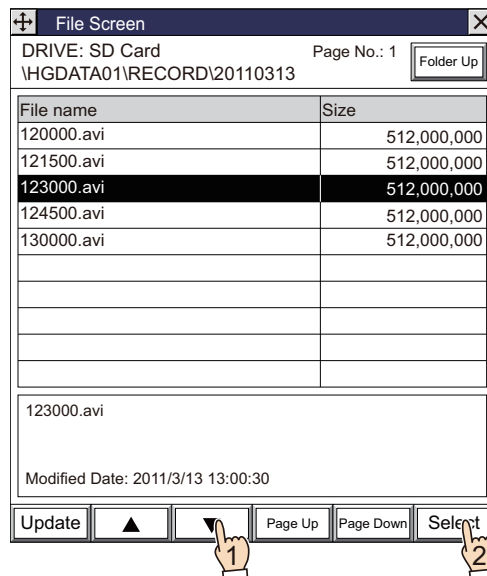 File Screen
DRIVE: SD Card Page No.: 1
\HGDATA01\RECORD\20110313
Folder Up
File name Size
120000.avi 512,000,000
121500.avi 512,000,000
123000.avi 512,000,000
124500.avi 512,000,000
130000.avi 512,000,000
123000.avi
Modified Date: 2011/3/13 13:00:30
Update ▲ ▼ Page Up Page Down Select
1 2